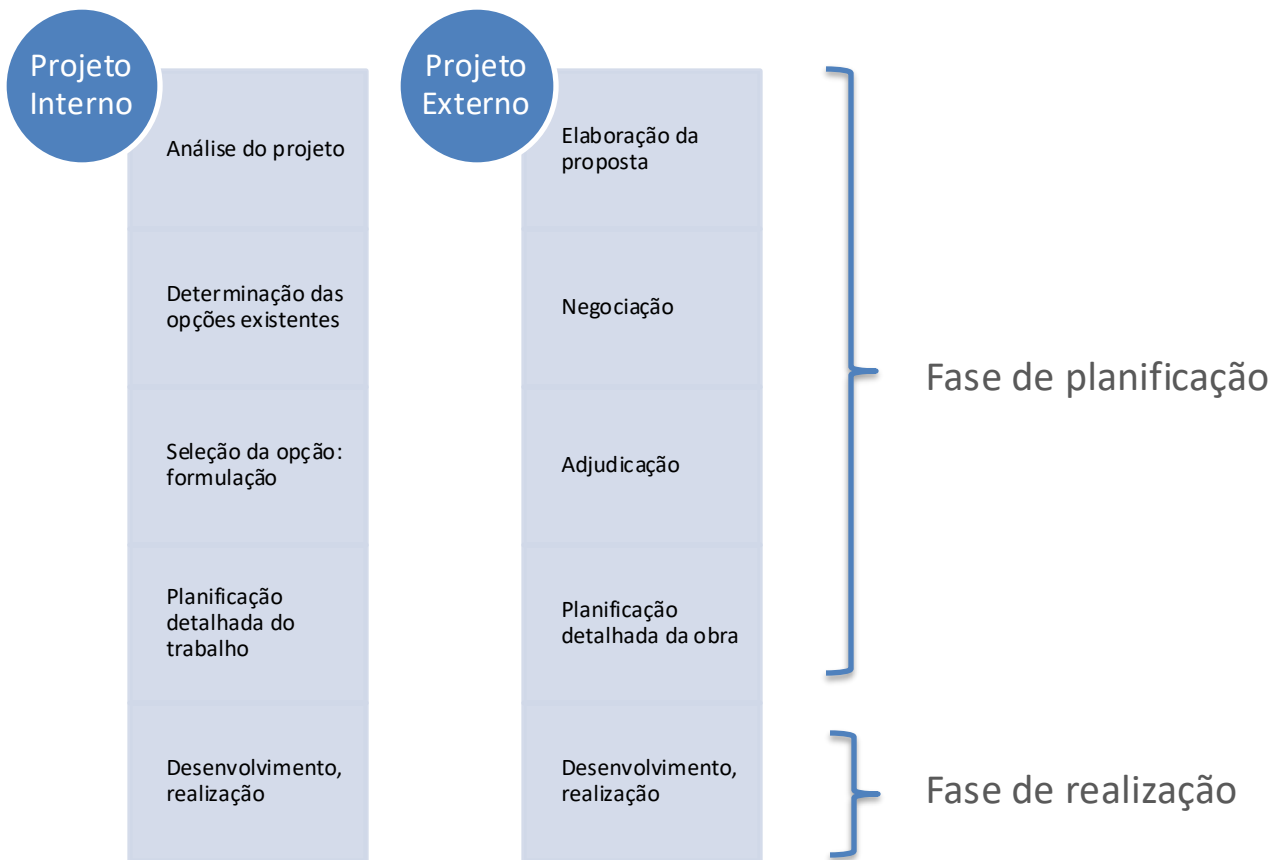 Projeto
Interno
Análise do projeto
Determinação das
opções existentes
Seleção da opção:
formulação
Planificação
detalhada do
trabalho
Desenvolvimento,
realização
Projeto
Externo
Elaboração da
proposta
Negociação
Adjudicação
Planificação
detalhada da obra
Desenvolvimento,
realização
Fase de planificação
Fase de realização